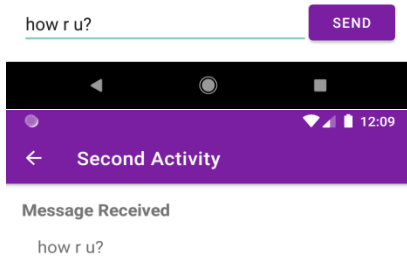 how r u?
SEND
12:09
Second Activity
Message Received
how r u?